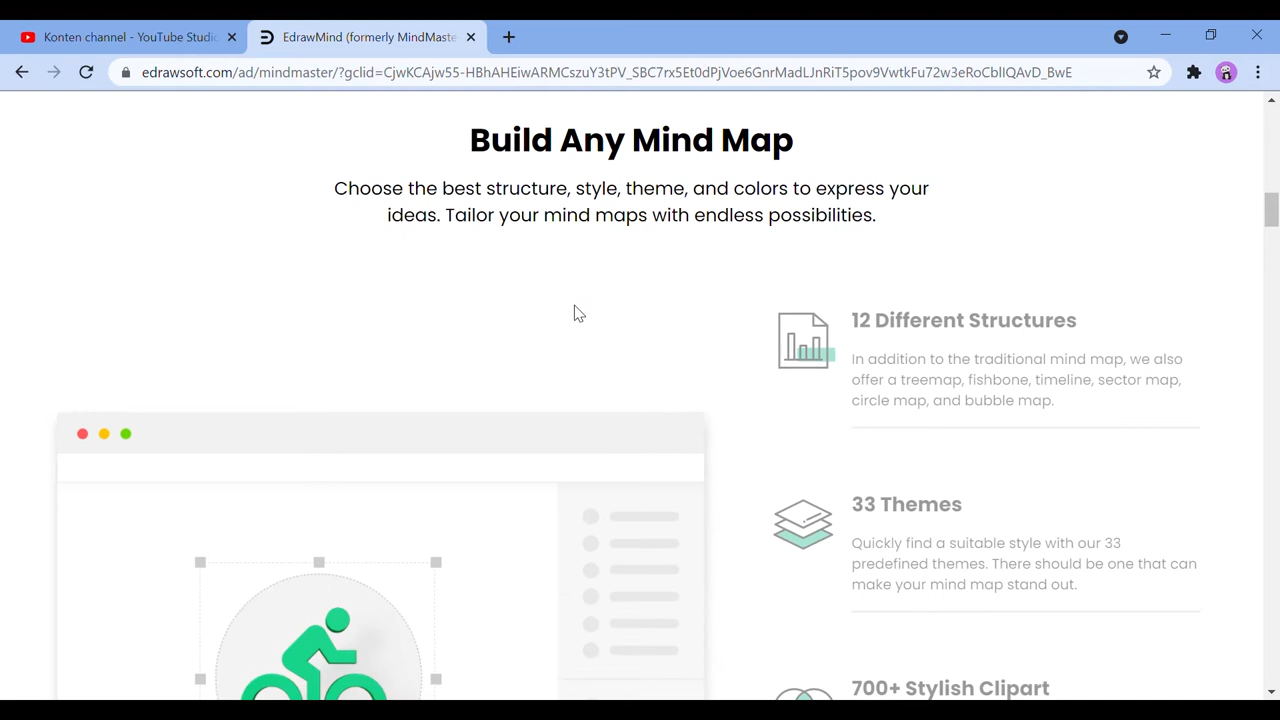 Konten channel - YouTube Studio
EdrawMind (formerly MindMaste
edrawsoft.com/ad/mindmaster/?gclid=CjwKCAjw55-HBhAHEiwARMCszuY3tPV_SBC7rx5Et0dPjVoe6GnrMadLJnRiT5pov9VwtkFu72w3eRoCblIQAvD_BwE
Build Any Mind Map
Choose the best structure, style, theme, and colors to express your
ideas. Tailor your mind maps with endless possibilities.
12 Different Structures
In addition to the traditional mind map, we also
offer a treemap, fishbone, timeline, sector map,
circle map, and bubble map.
33 Themes
Quickly find a suitable style with our 33
predefined themes. There should be one that can
make your mind map stand out.
700+ Stylish Clipart